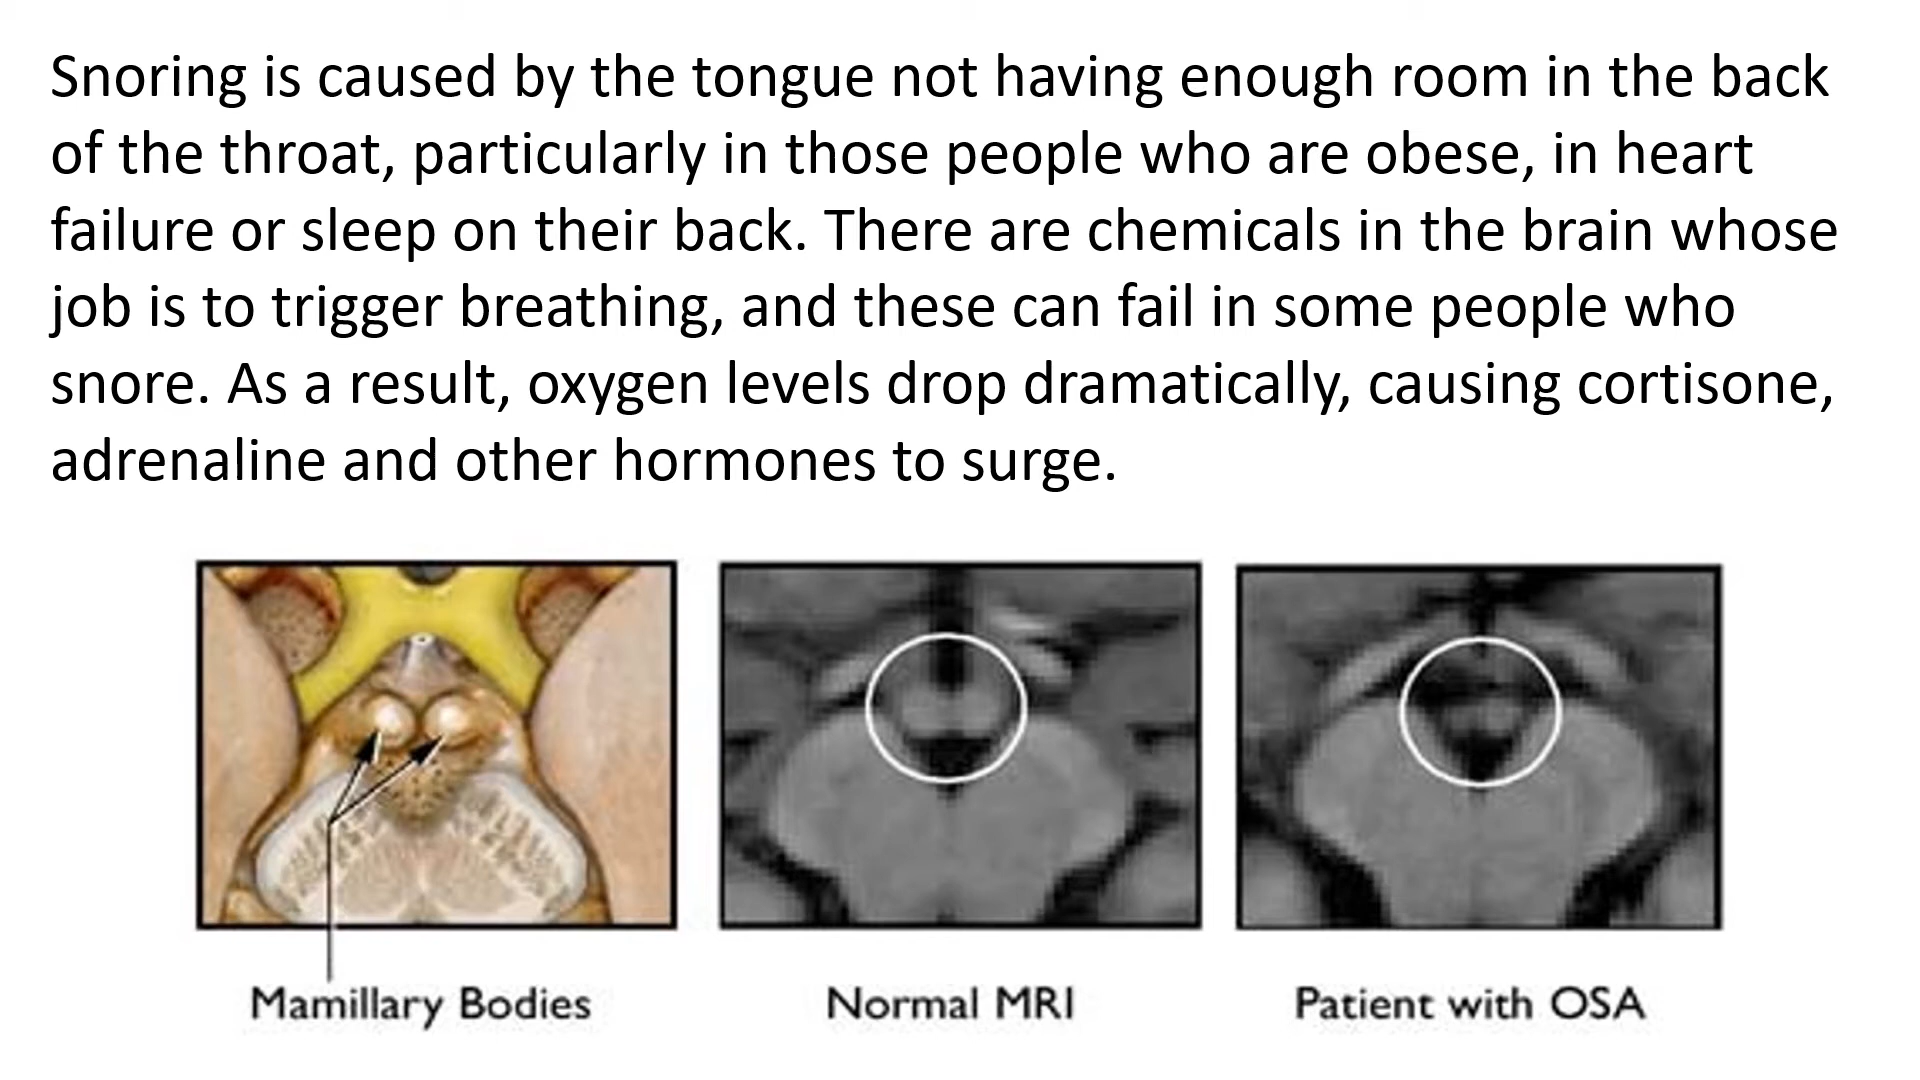 Snoring is caused by the tongue not having enough room in the back
of the throat, particularly in those people who are obese, in heart
failure or sleep on their back. There are chemicals in the brain whose
job is to trigger breathing, and these can fail in some people who
snore. As a result, oxygen levels drop dramatically, causing cortisone,
adrenaline and other hormones to surge.
Mamillary Bodies
Normal MRI
Patient with OSA